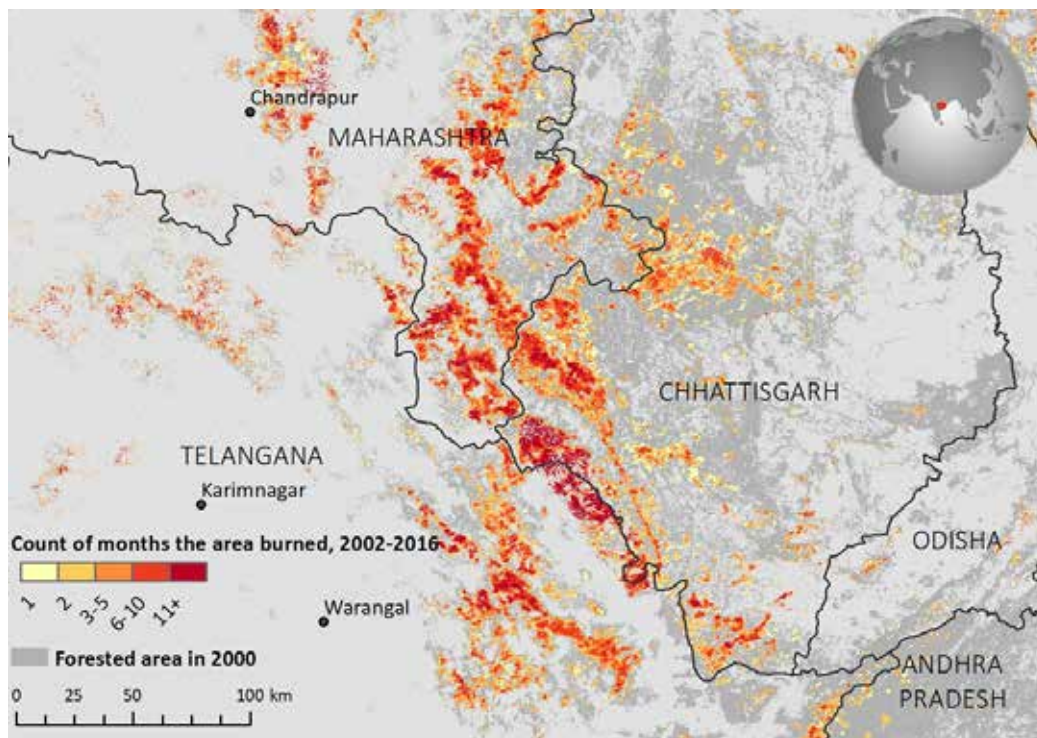 Chandrapur
MAHARASHTRA
CHHATTISGARH
TELANGANA
Karimnagar
Count of months the area burned, 2002-2016
1 2 3-5 6-10 11+
ODISHA
Warangal
Forested area in 2000
ANDHRA
PRADESH
0 25 50 100 km